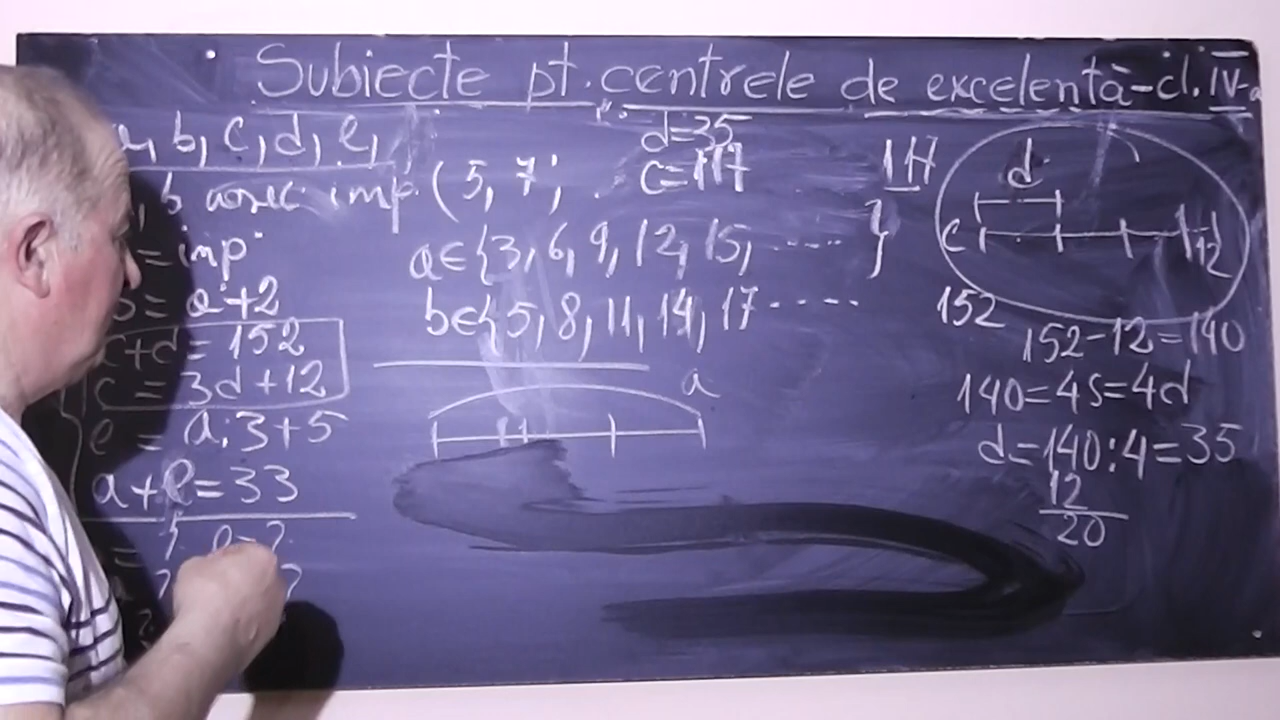 Subiecte pt. centrele de excelentă-cl. IV-a
a, b, c, d, e,
, b consec imp. (5, 7;
= imp
b = a+2
c+d = 152
c = 3d+12
e = a:3+5
a+e=33
d=35
c=117
a∈{3, 6, 9, 12, 15, ..... }
b∈{5, 8, 11, 14, 17 .....
a
117
d
c
12
152
152-12=140
140=4s=4d
d=140:4=35
12
20